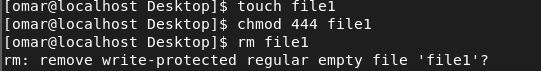 [omar@localhost Desktop]$ touch file1
[omar@localhost Desktop]$ chmod 444 file1
[omar@localhost Desktop]$ rm file1
rm: remove write-protected regular empty file 'file1'?